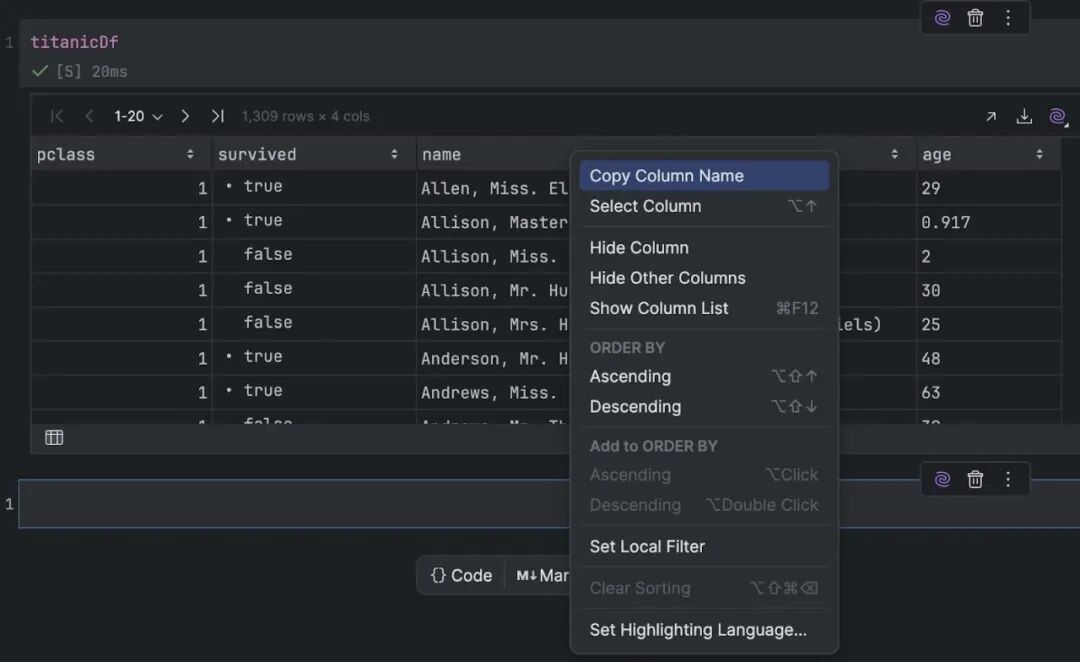 1 titanicDf
[5] 20ms
1-20 1,309 rows × 4 cols
pclass survived name age
1 • true Allen, Miss. El 29
1 • true Allison, Master 0.917
1 false Allison, Miss. 2
1 false Allison, Mr. Hu 30
1 false Allison, Mrs. H iels) 25
1 • true Anderson, Mr. H 48
1 • true Andrews, Miss. 63
Copy Column Name
Select Column ⌥↑
Hide Column
Hide Other Columns
Show Column List ⌘F12
ORDER BY
Ascending ⌥⇧↑
Descending ⌥⇧↓
Add to ORDER BY
Ascending ⌥Click
Descending ⌥Double Click
Set Local Filter
Clear Sorting ⌥⇧⌘⌫
Set Highlighting Language...
1
{} Code M↓ Mar